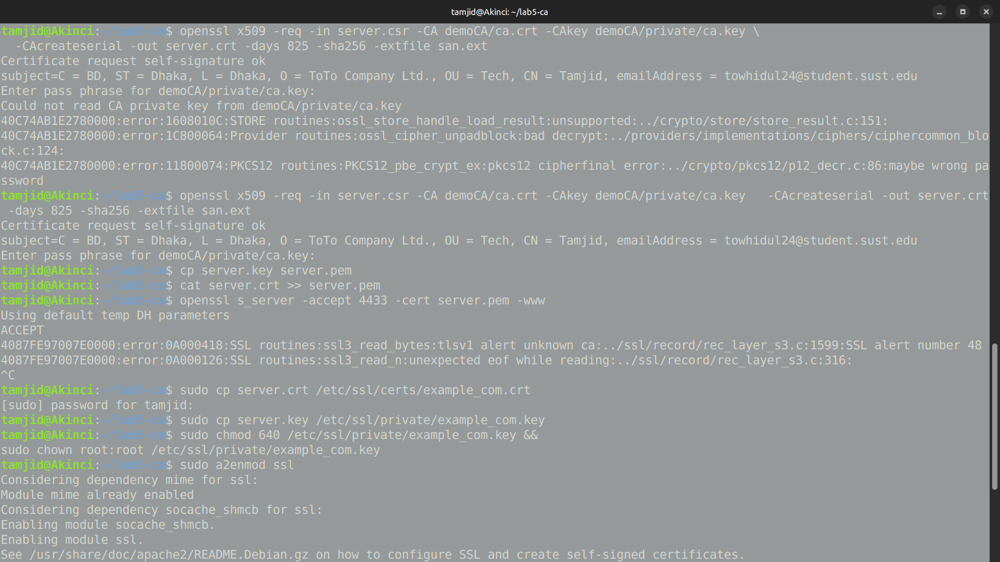 tamjid@Akinci: ~/lab5-ca
tamjid@Akinci:~/lab5-ca$ openssl x509 -req -in server.csr -CA demoCA/ca.crt -CAkey demoCA/private/ca.key \
  -CAcreateserial -out server.crt -days 825 -sha256 -extfile san.ext
Certificate request self-signature ok
subject=C = BD, ST = Dhaka, L = Dhaka, O = ToTo Company Ltd., OU = Tech, CN = Tamjid, emailAddress = towhidul24@student.sust.edu
Enter pass phrase for demoCA/private/ca.key:
Could not read CA private key from demoCA/private/ca.key
40C74AB1E2780000:error:1608010C:STORE routines:ossl_store_handle_load_result:unsupported:../crypto/store/store_result.c:151:
40C74AB1E2780000:error:1C800064:Provider routines:ossl_cipher_unpadblock:bad decrypt:../providers/implementations/ciphers/ciphercommon_blo
ck.c:124:
40C74AB1E2780000:error:11800074:PKCS12 routines:PKCS12_pbe_crypt_ex:pkcs12 cipherfinal error:../crypto/pkcs12/p12_decr.c:86:maybe wrong pa
ssword
tamjid@Akinci:~/lab5-ca$ openssl x509 -req -in server.csr -CA demoCA/ca.crt -CAkey demoCA/private/ca.key   -CAcreateserial -out server.crt
 -days 825 -sha256 -extfile san.ext
Certificate request self-signature ok
subject=C = BD, ST = Dhaka, L = Dhaka, O = ToTo Company Ltd., OU = Tech, CN = Tamjid, emailAddress = towhidul24@student.sust.edu
Enter pass phrase for demoCA/private/ca.key:
tamjid@Akinci:~/lab5-ca$ cp server.key server.pem
tamjid@Akinci:~/lab5-ca$ cat server.crt >> server.pem
tamjid@Akinci:~/lab5-ca$ openssl s_server -accept 4433 -cert server.pem -www
Using default temp DH parameters
ACCEPT
4087FE97007E0000:error:0A000418:SSL routines:ssl3_read_bytes:tlsv1 alert unknown ca:../ssl/record/rec_layer_s3.c:1599:SSL alert number 48
4087FE97007E0000:error:0A000126:SSL routines:ssl3_read_n:unexpected eof while reading:../ssl/record/rec_layer_s3.c:316:
^C
tamjid@Akinci:~/lab5-ca$ sudo cp server.crt /etc/ssl/certs/example_com.crt
[sudo] password for tamjid:
tamjid@Akinci:~/lab5-ca$ sudo cp server.key /etc/ssl/private/example_com.key
tamjid@Akinci:~/lab5-ca$ sudo chmod 640 /etc/ssl/private/example_com.key &&
sudo chown root:root /etc/ssl/private/example_com.key
tamjid@Akinci:~/lab5-ca$ sudo a2enmod ssl
Considering dependency mime for ssl:
Module mime already enabled
Considering dependency socache_shmcb for ssl:
Enabling module socache_shmcb.
Enabling module ssl.
See /usr/share/doc/apache2/README.Debian.gz on how to configure SSL and create self-signed certificates.